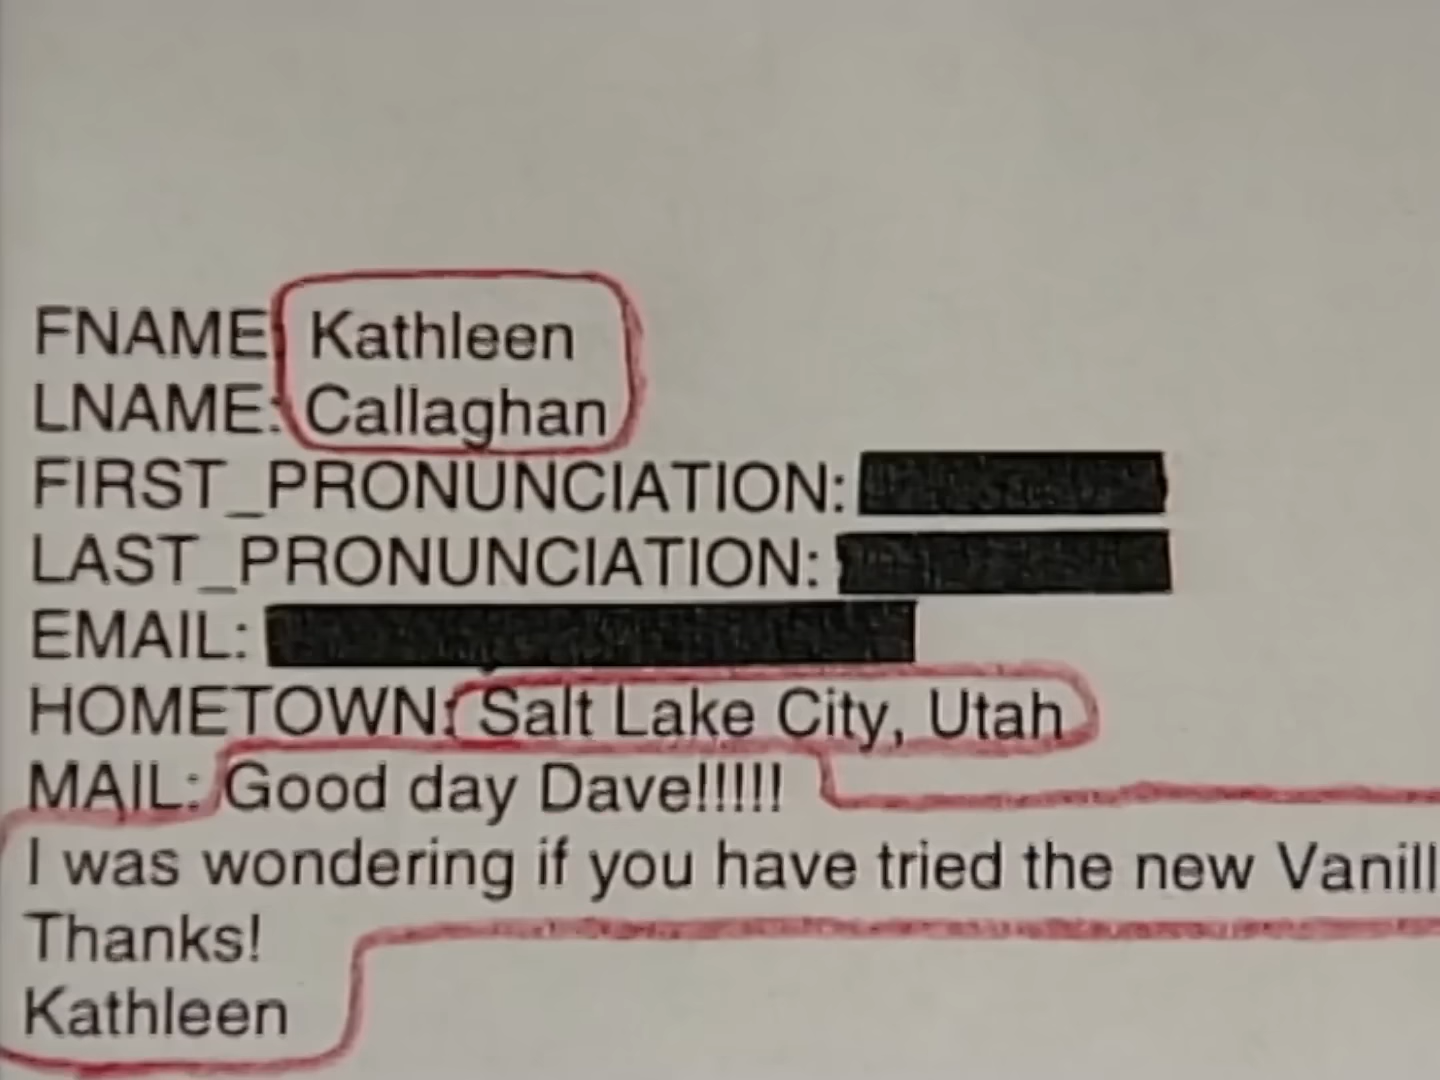 FNAME: Kathleen
LNAME: Callaghan
FIRST_PRONUNCIATION:
LAST_PRONUNCIATION:
EMAIL:
HOMETOWN: Salt Lake City, Utah
MAIL: Good day Dave!!!!!
I was wondering if you have tried the new Vanill
Thanks!
Kathleen